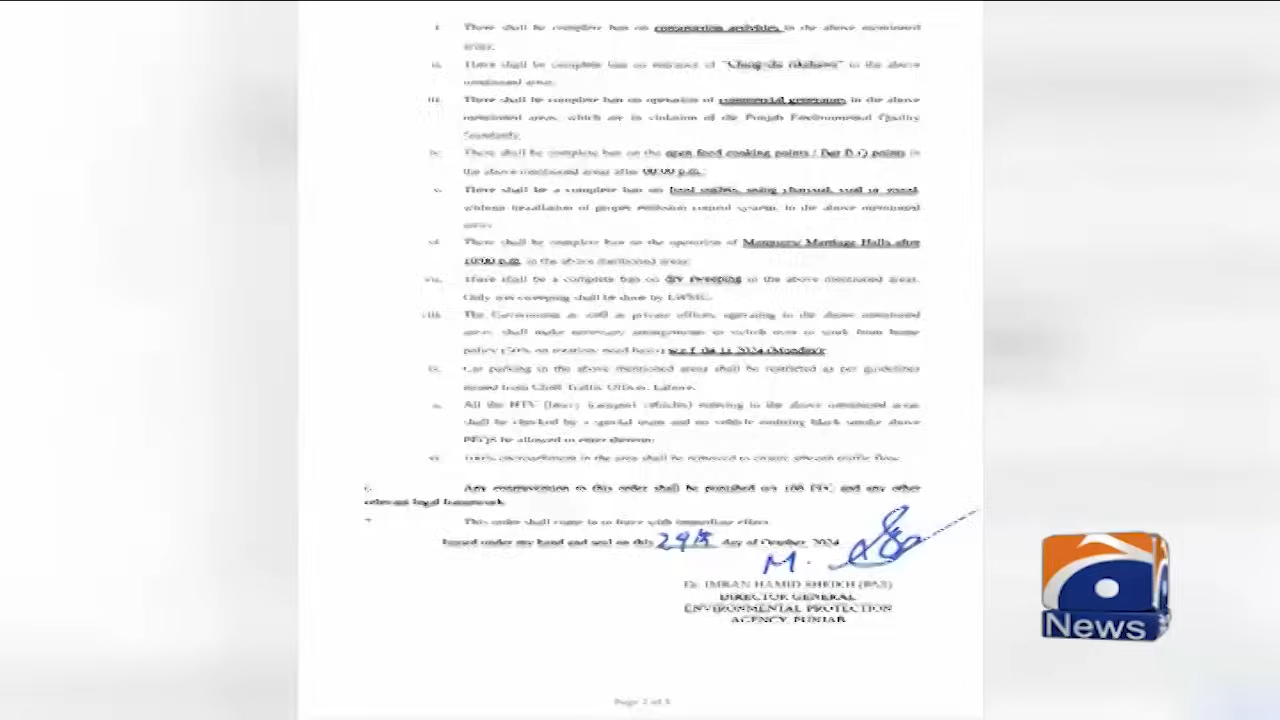 i. There shall be complete ban on construction activities in the above mentioned
areas.
ii. There shall be complete ban on entrance of "Ching chi rikshaws" in the above
mentioned areas.
iii. There shall be complete ban on operation of commercial generators in the above
mentioned areas, which are in violation of the Punjab Environmental Quality
Standards.
iv. There shall be complete ban on the open food cooking points / Bar B Q points in
the above mentioned areas after p.m.
v. There shall be a complete ban on food outlets, using charcoal, coal or wood,
without installation of proper emission control system, in the above mentioned
areas.
vi. There shall be complete ban on the operation of Marquees/ Marriage Halls after
10:00 p.m. in the above mentioned areas.
vii. There shall be a complete ban on dry sweeping in the above mentioned areas.
Only wet sweeping shall be done by LWMC.
viii. The Government as well as private offices, operating in the above mentioned
areas, shall make necessary arrangements to switch over to work from home
policy (50% on rotation/ need basis) w.e.f. 2024 (Monday);
ix. Car parking in the above mentioned areas shall be restricted as per guidelines
issued from Chief Traffic Officer, Lahore.
x. All the HTV (heavy transport vehicles) entering in the above mentioned areas
shall be checked by a special team and no vehicle emitting black smoke above
PEQS be allowed to enter therein;
xi. 100% encroachment in the area shall be removed to ensure smooth traffic flow.
Any contravention to this order shall be punished u/s 188 PPC and any other
relevant legal framework.
This order shall come in to force with immediate effect.
Issued under my hand and seal on this 29th day of October, 2024
Dr. IMRAN HAMID SHEIKH (PAS)
DIRECTOR GENERAL
ENVIRONMENTAL PROTECTION
AGENCY, PUNJAB
Page 2 of 3
News